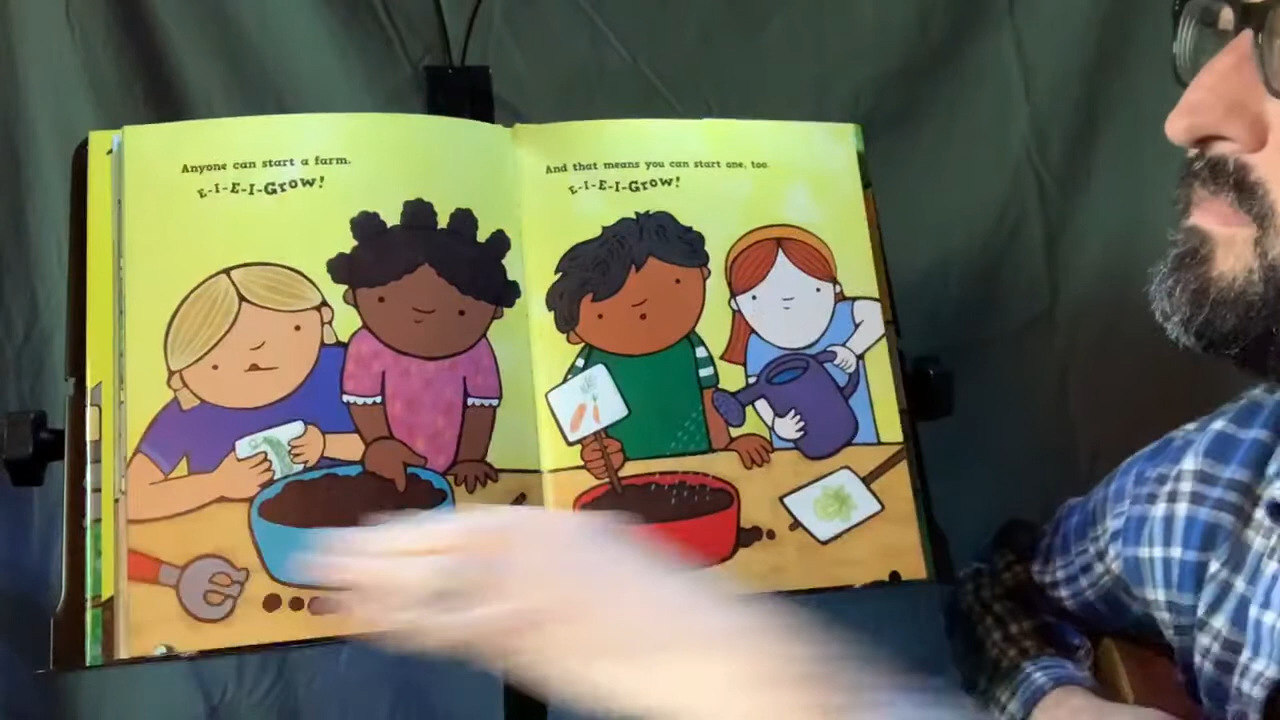 Anyone can start a farm.
E-I-E-I-Grow!
And that means you can start one, too.
E-I-E-I-Grow!